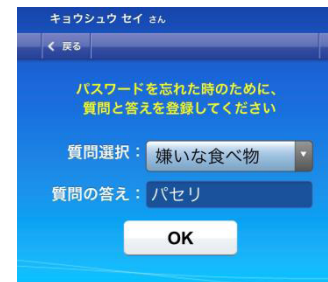 キョウシュウ セイ さん
戻る
パスワードを忘れた時のために、
質問と答えを登録してください
質問選択： 嫌いな食べ物
質問の答え： パセリ
OK